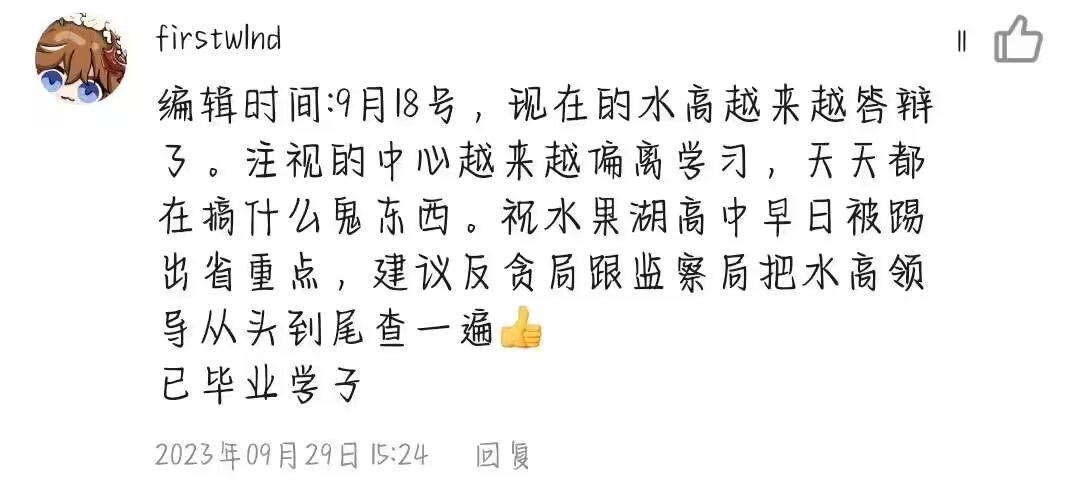 firstwlnd
11
编辑时间:9月18号，现在的水高越来越答辩
了。注视的中心越来越偏离学习，天天都
在搞什么鬼东西。祝水果湖高中早日被踢
出省重点，建议反贪局跟监察局把水高领
导从头到尾查一遍👍
已毕业学子
2023年09月29日 15:24 回复